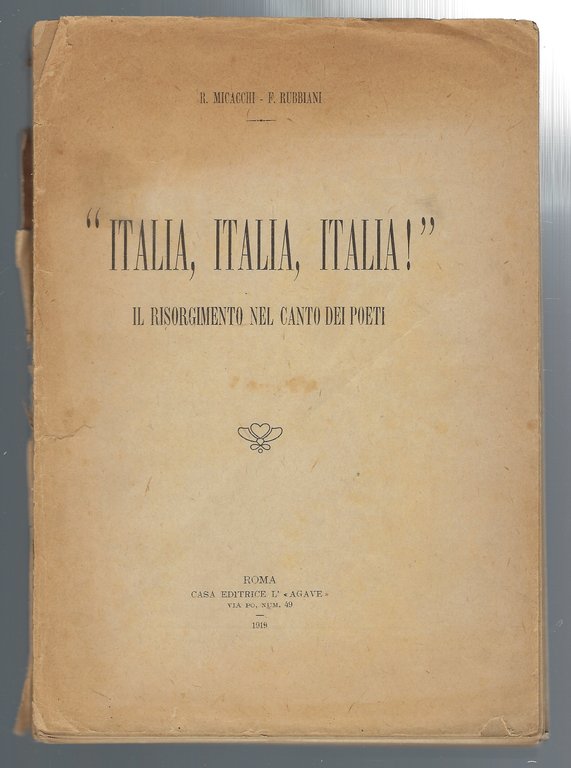 R. MICACCHI - F. RUBBIANI
“ITALIA, ITALIA, ITALIA!”
IL RISORGIMENTO NEL CANTO DEI POETI
ROMA
CASA EDITRICE L' «AGAVE»
VIA PO, NUM. 49
1918